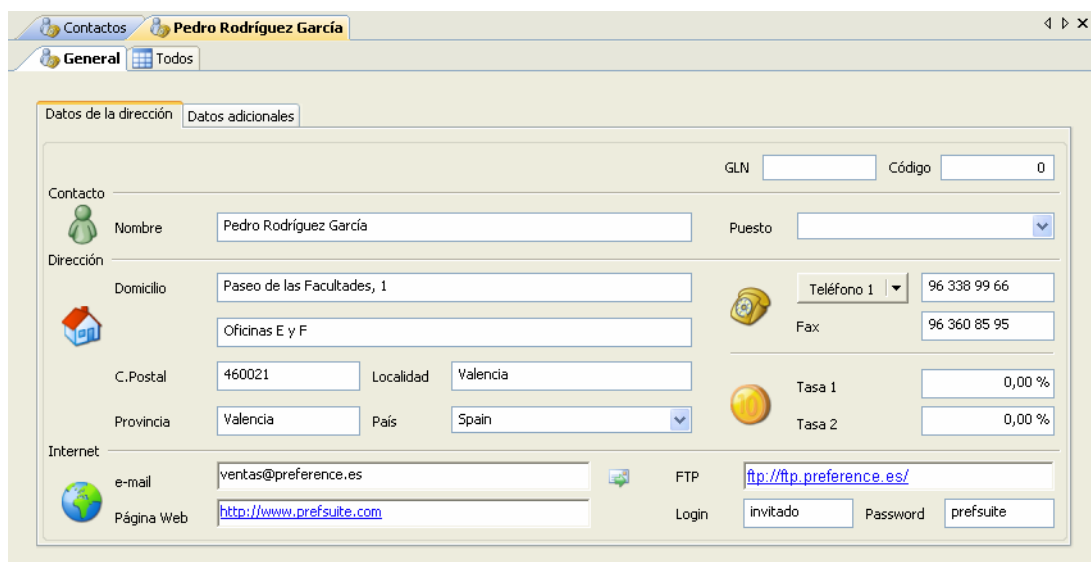 Contactos Pedro Rodríguez García
General Todos
Datos de la dirección Datos adicionales
GLN Código 0
Contacto
Nombre Pedro Rodríguez García Puesto
Dirección
Domicilio Paseo de las Facultades, 1 Teléfono 1 96 338 99 66
Oficinas E y F Fax 96 360 85 95
C.Postal 460021 Localidad Valencia Tasa 1 0,00 %
Provincia Valencia País Spain Tasa 2 0,00 %
10
Internet
e-mail ventas@preference.es FTP ftp://ftp.preference.es/
Página Web http://www.prefsuite.com Login invitado Password prefsuite